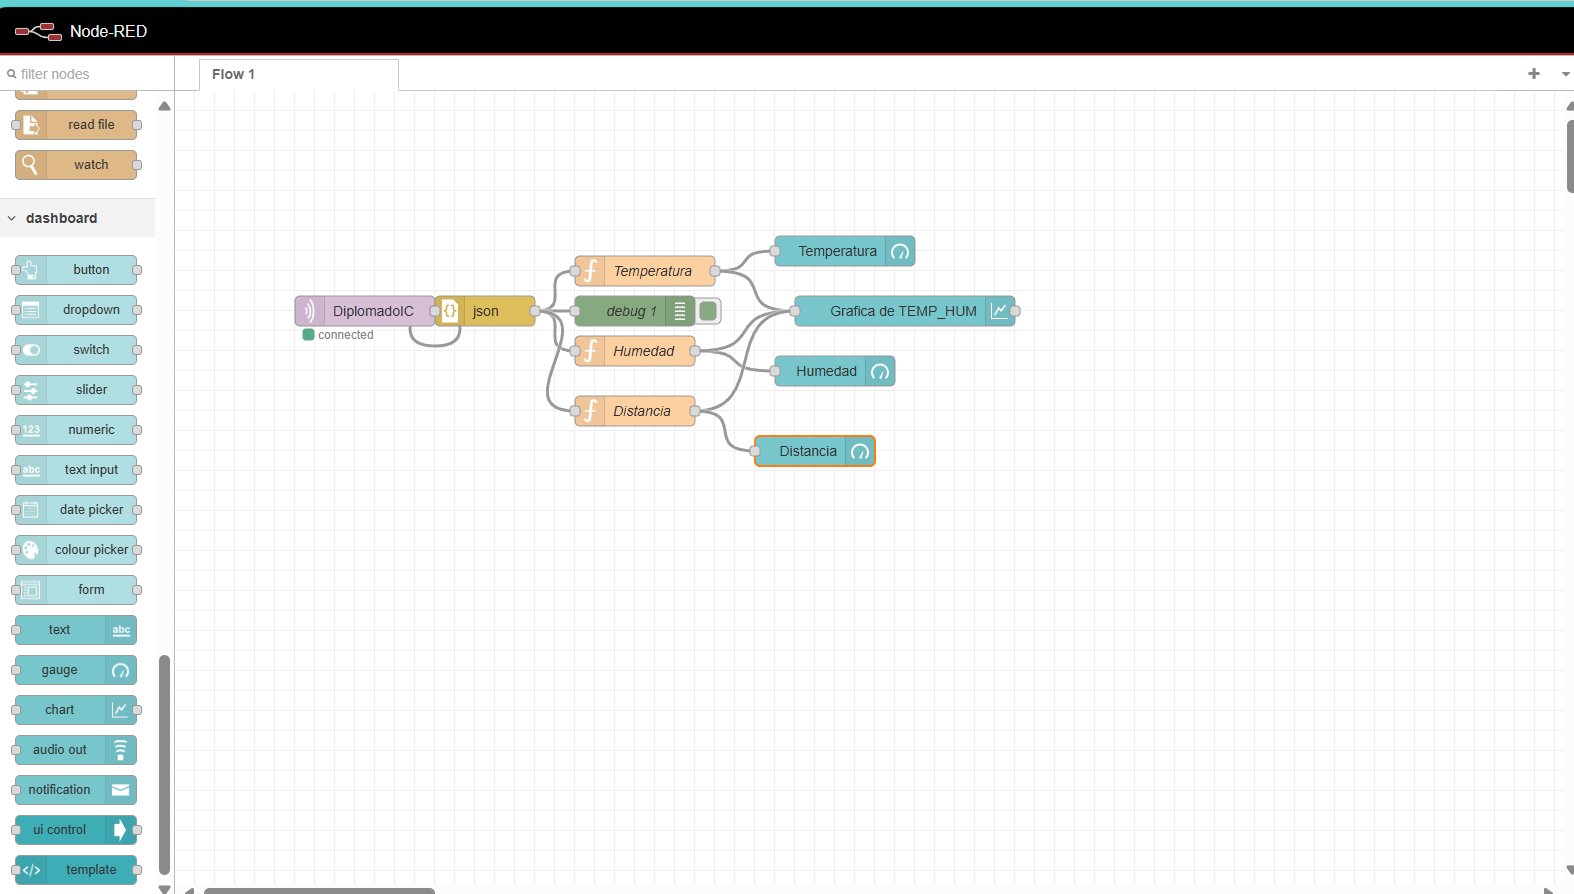 Node-RED
filter nodes
Flow 1
read file
watch
dashboard
button
dropdown
switch
slider
123
numeric
abc
text input
date picker
colour picker
form
text
abc
gauge
chart
audio out
notification
ui control
</>
template
DiplomadoIC
connected
{}
json
f
Temperatura
debug 1
f
Humedad
f
Distancia
Temperatura
Grafica de TEMP_HUM
Humedad
Distancia